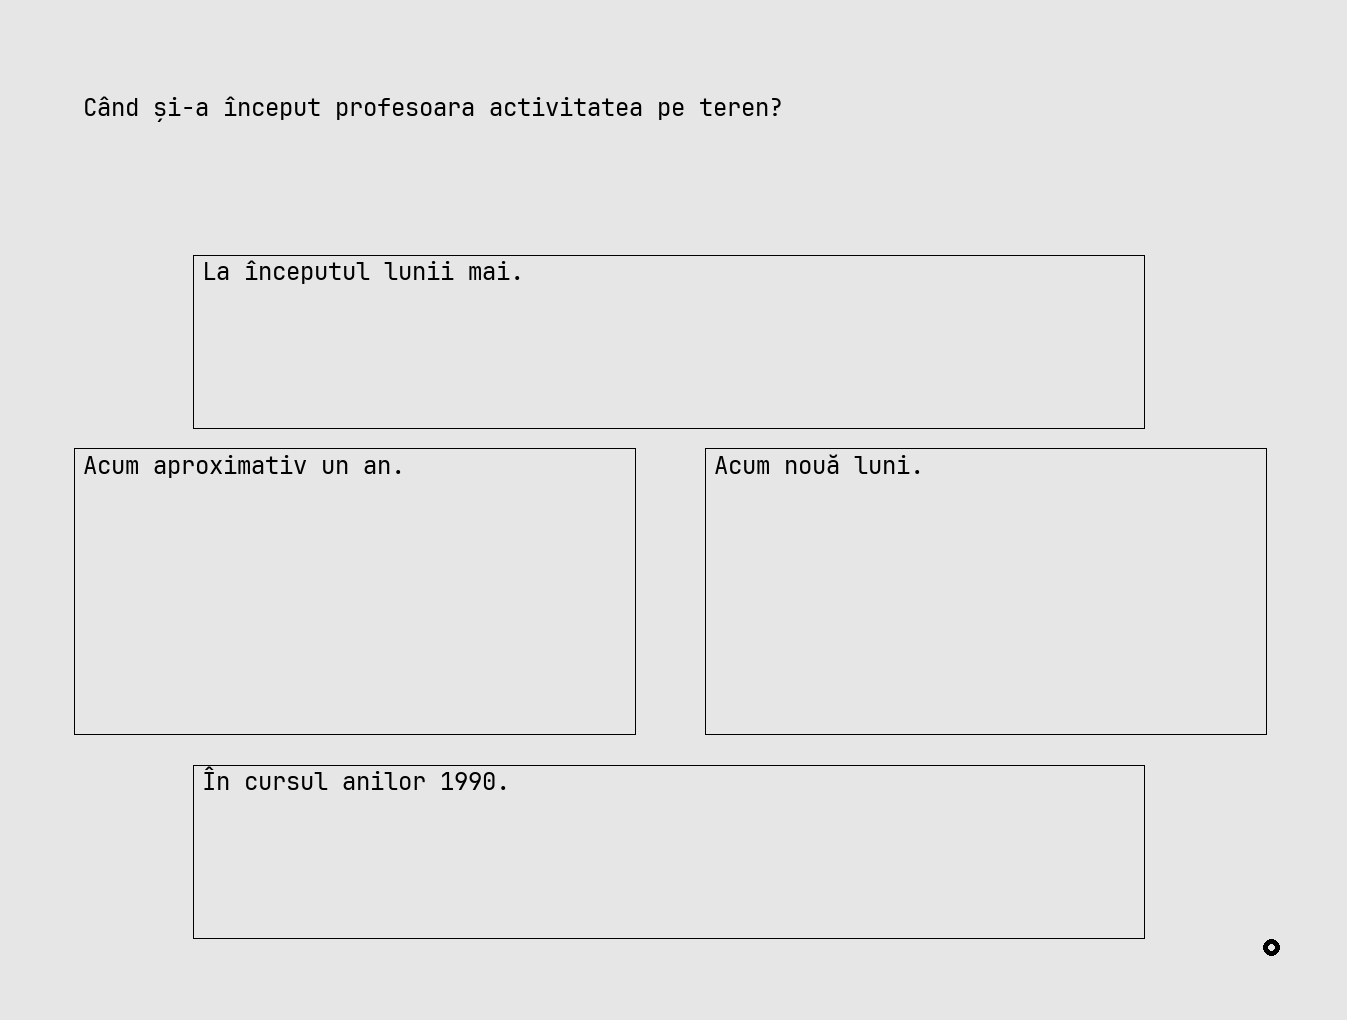 Când și-a început profesoara activitatea pe teren?
La începutul lunii mai.
Acum aproximativ un an.
Acum nouă luni.
În cursul anilor 1990.